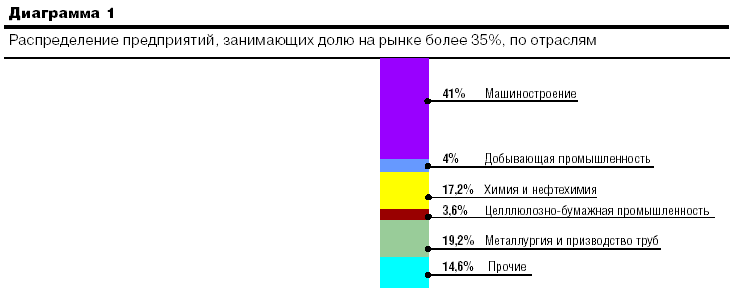 Диаграмма 1
Распределение предприятий, занимающих долю на рынке более 35%, по отраслям
41% Машиностроение
4% Добывающая промышленность
17,2% Химия и нефтехимия
3,6% Целллюлозно-бумажная промышленность
19,2% Металлургия и призводство труб
14,6% Прочие